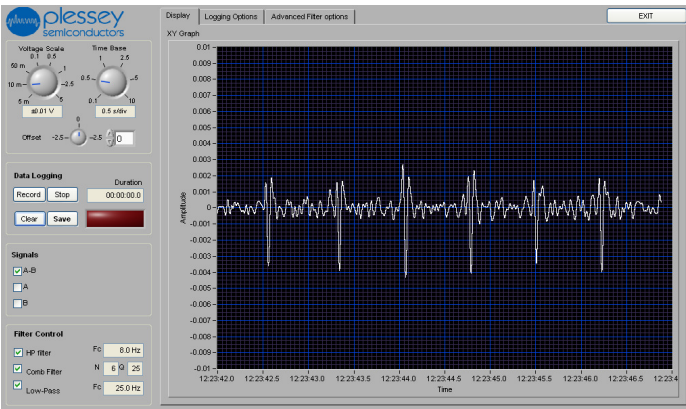 plessey
semiconductors
Display
Logging Options
Advanced Filter options
EXIT
XY Graph
Voltage Scale
0.1 0.5
50 m
1
10 m
2.5
5 m
5
±0.01 V
Time Base
1 2.5
0.5
5
0.1
10
0.5 s/div
0
Offset -2.5 -2.5 0
Data Logging
Duration
Record Stop 00:00:00.0
Clear Save
Signals
A-B
A
B
Filter Control
HP filter Fc 8.0 Hz
Comb Filter N 6 Q 25
Low-Pass Fc 25.0 Hz
Amplitude
0.01
0.009
0.008
0.007
0.006
0.005
0.004
0.003
0.002
0.001
0
-0.001
-0.002
-0.003
-0.004
-0.005
-0.006
-0.007
-0.008
-0.009
-0.01
12:23:42.0 12:23:42.5 12:23:43.0 12:23:43.5 12:23:44.0 12:23:44.5 12:23:45.0 12:23:45.5 12:23:46.0 12:23:46.5 12:23:4
Time